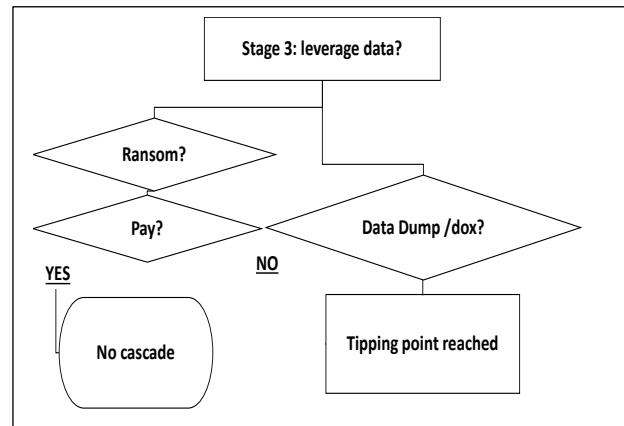 Stage 3: leverage data?
Ransom?
Pay?
Data Dump /dox?
YES
NO
No cascade
Tipping point reached